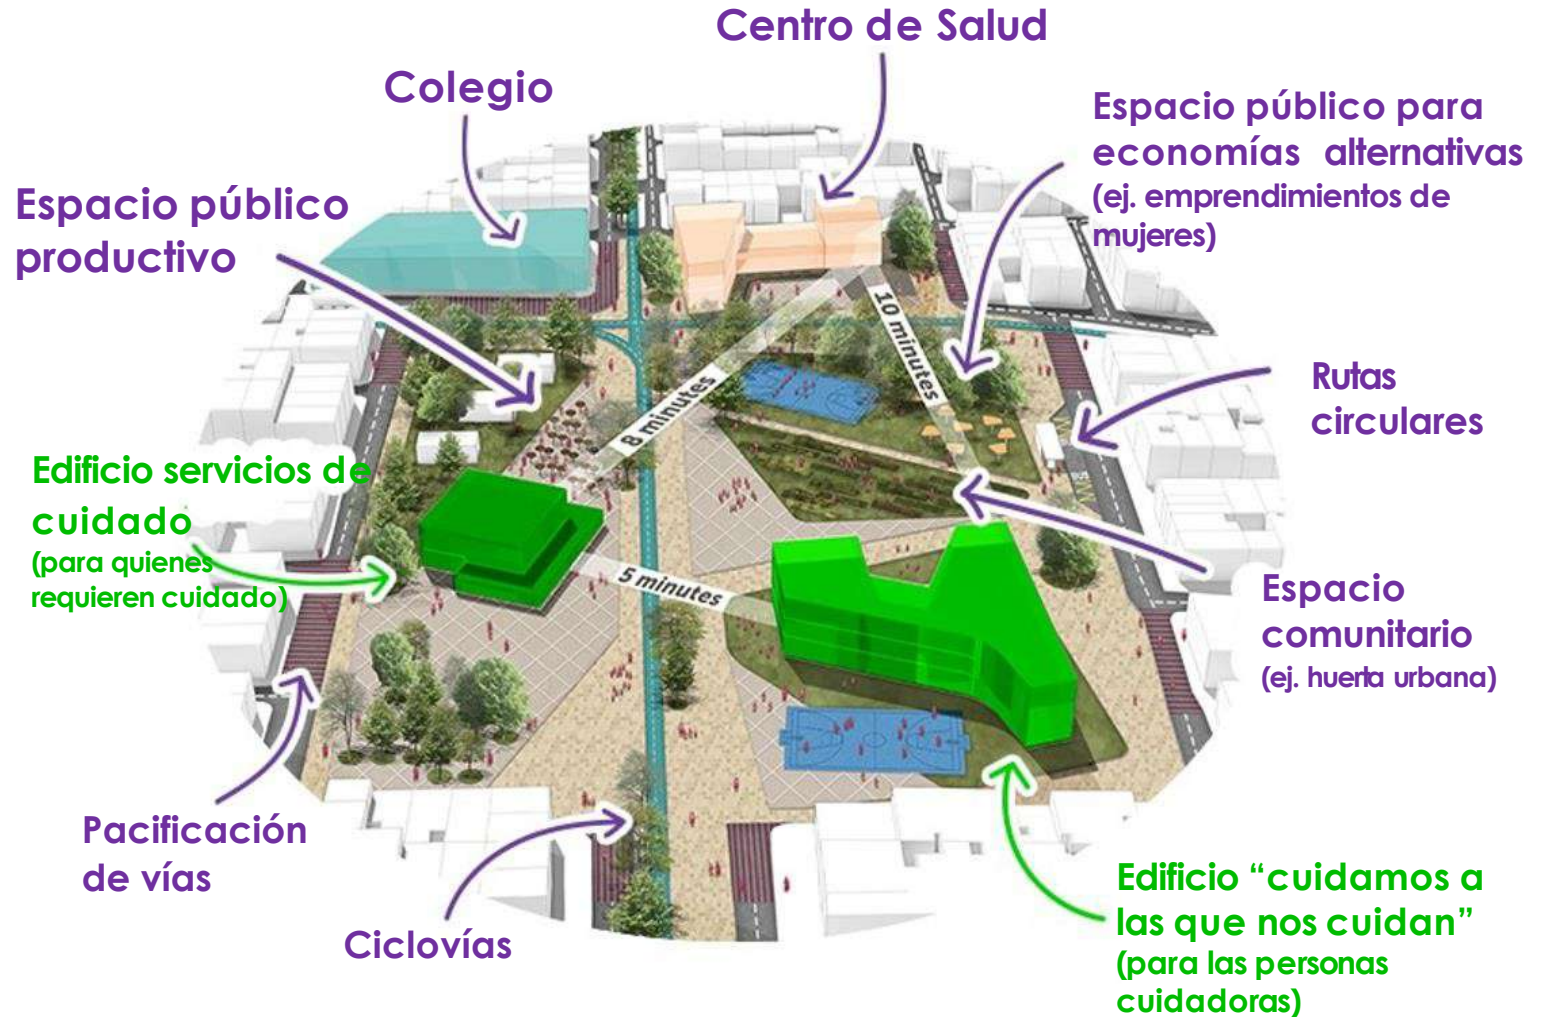 Centro de Salud
Colegio
Espacio público para
economías alternativas
(ej. emprendimientos de
mujeres)
Espacio público
productivo
10 minutes
8 minutes
Rutas
circulares
Edificio servicios de
cuidado
(para quienes
requieren cuidado)
5 minutes
Espacio
comunitario
(ej. huerta urbana)
Pacificación
de vías
Ciclovías
Edificio “cuidamos a
las que nos cuidan”
(para las personas
cuidadoras)